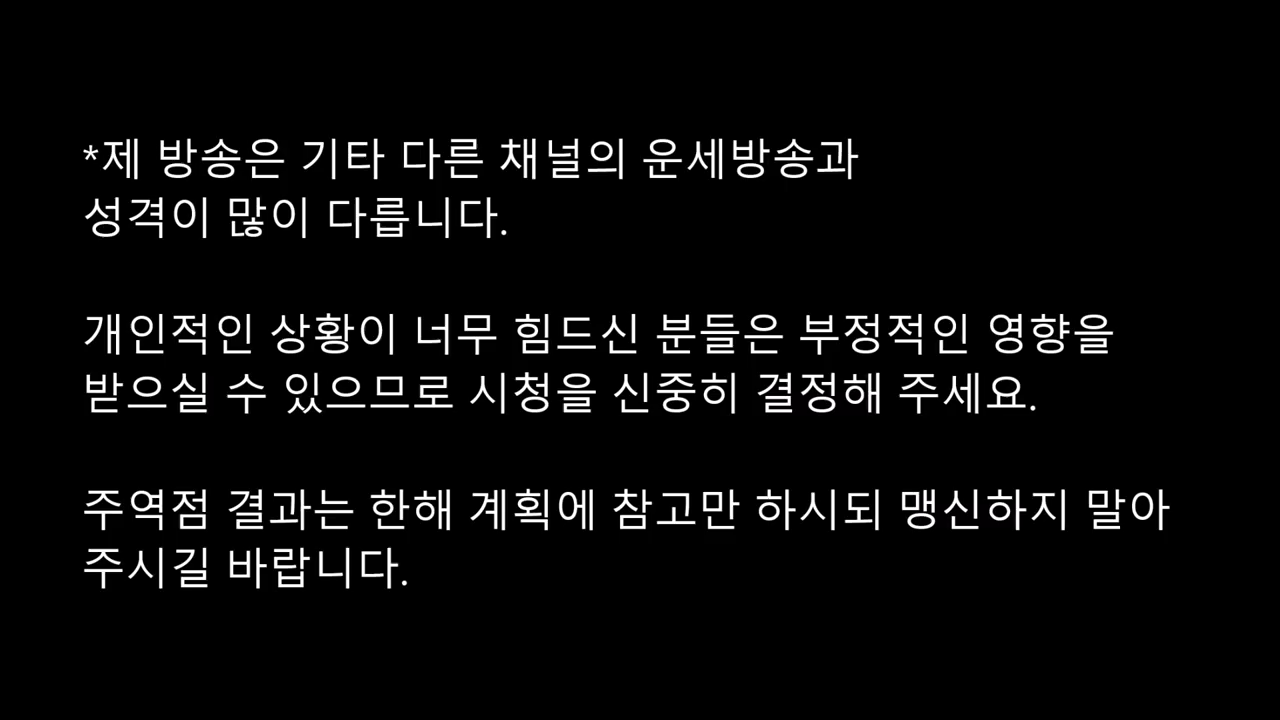 *제 방송은 기타 다른 채널의 운세방송과
성격이 많이 다릅니다.
개인적인 상황이 너무 힘드신 분들은 부정적인 영향을
받으실 수 있으므로 시청을 신중히 결정해 주세요.
주역점 결과는 한해 계획에 참고만 하시되 맹신하지 말아
주시길 바랍니다.